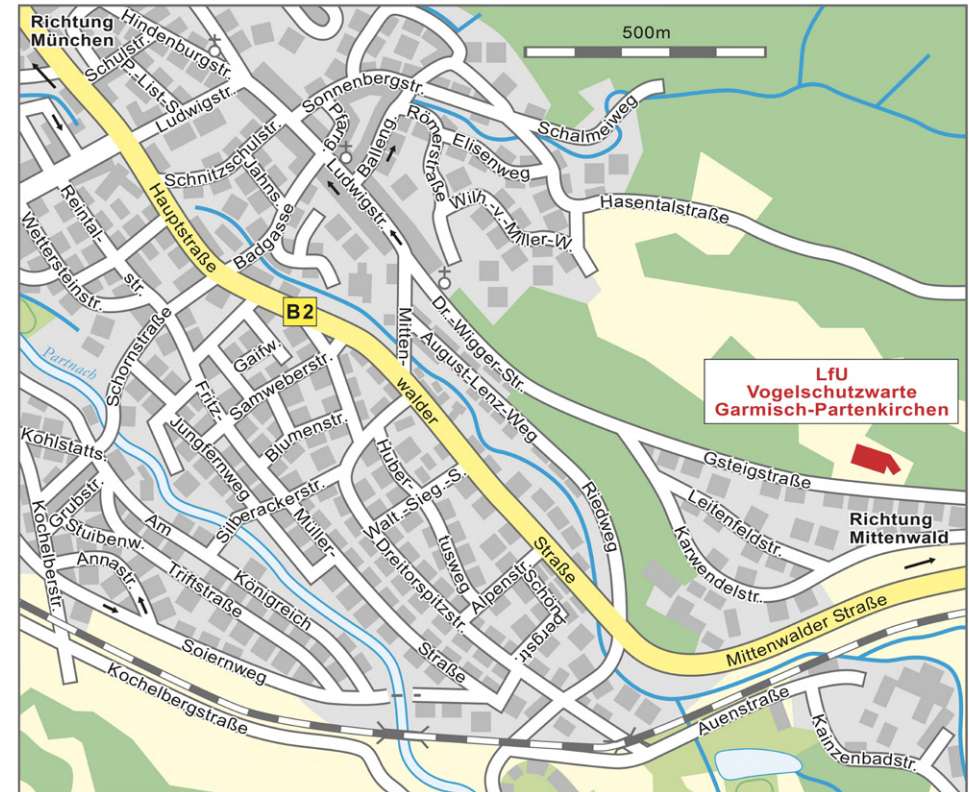 Richtung
München
Hindenburgstr.
Schulstr.
P.-List-S.
Ludwigstr.
500m
Sonnenbergstr.
Pfarrg.
Balleng.
Römerstraße
Elisenweg
Schalmeiweg
Schnitzschulstr.
Jahns.
Ludwigstr.
Wilh.-v.-Miller-W.
Hasentalstraße
Reintal-
str.
Wettersteinstr.
Hauptstraße
Badgasse
B2
Partnach
Schornstraße
Mitten-
walder
Straße
Dr.-Wigger-Str.
August-Lenz-Weg
Gaifw.
Samweberstr.
Fritz-
Müller-
Straße
Jungfernweg
Blumenstr.
LfU
Vogelschutzwarte
Garmisch-Partenkirchen
Kohlstatts.
Grubstr.
Stuibenw.
Kochelbergstr.
Annastr.
Am
Königreich
Triftstraße
Silberackerstr.
Huber-
tusweg
Walt.-Sieg.-S.
Dreitorspitzstr.
Alpenstr.
Schön-
bergstr.
Riedweg
Gsteigstraße
Leitenfeldstr.
Karwendelstr.
Richtung
Mittenwald
Mittenwalder Straße
Soiernweg
Kochelbergstraße
Auenstraße
Kainzenbadstr.